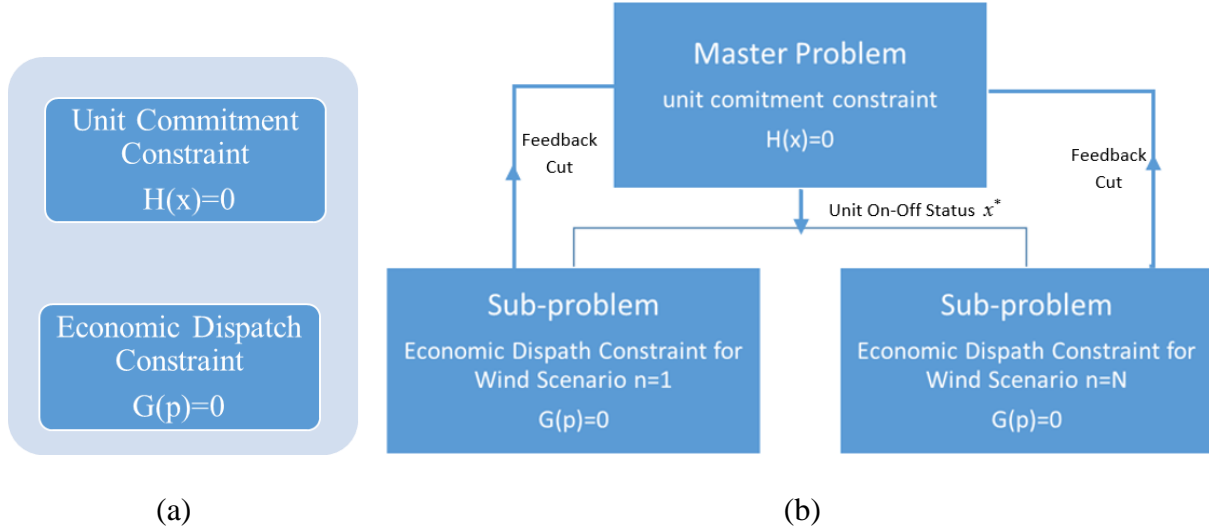 Unit Commitment
Constraint
H(x)=0
Economic Dispatch
Constraint
G(p)=0
(a)
Master Problem
unit comitment constraint
H(x)=0
Feedback
Cut
Feedback
Cut
Unit On-Off Status x*
Sub-problem
Economic Dispath Constraint for
Wind Scenario n=1
G(p)=0
Sub-problem
Economic Dispath Constraint for
Wind Scenario n=N
G(p)=0
(b)